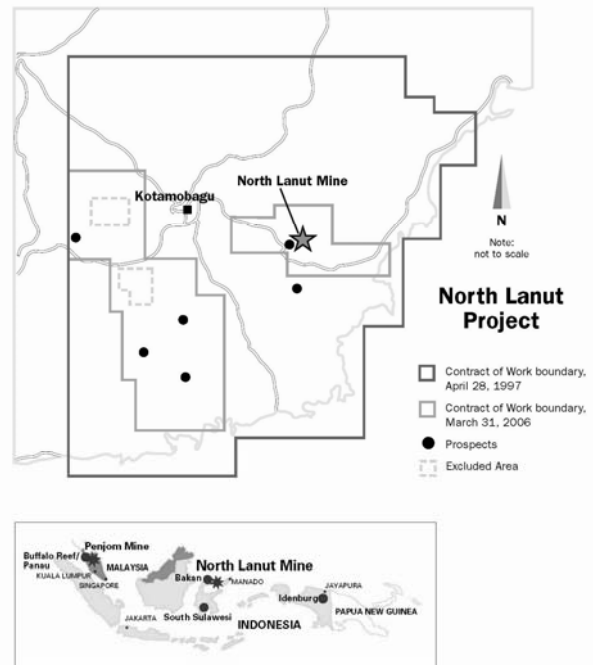 Kotamobagu
North Lanut Mine
N
Note:
not to scale
North Lanut
Project
Contract of Work boundary,
April 28, 1997
Contract of Work boundary,
March 31, 2006
Prospects
Excluded Area
Buffalo Reef/
Panau
Penjom Mine
MALAYSIA
KUALA LUMPUR
SINGAPORE
North Lanut Mine
Bakan
MANADO
JAYAPURA
Idenburg
PAPUA NEW GUINEA
South Sulawesi
JAKARTA
INDONESIA